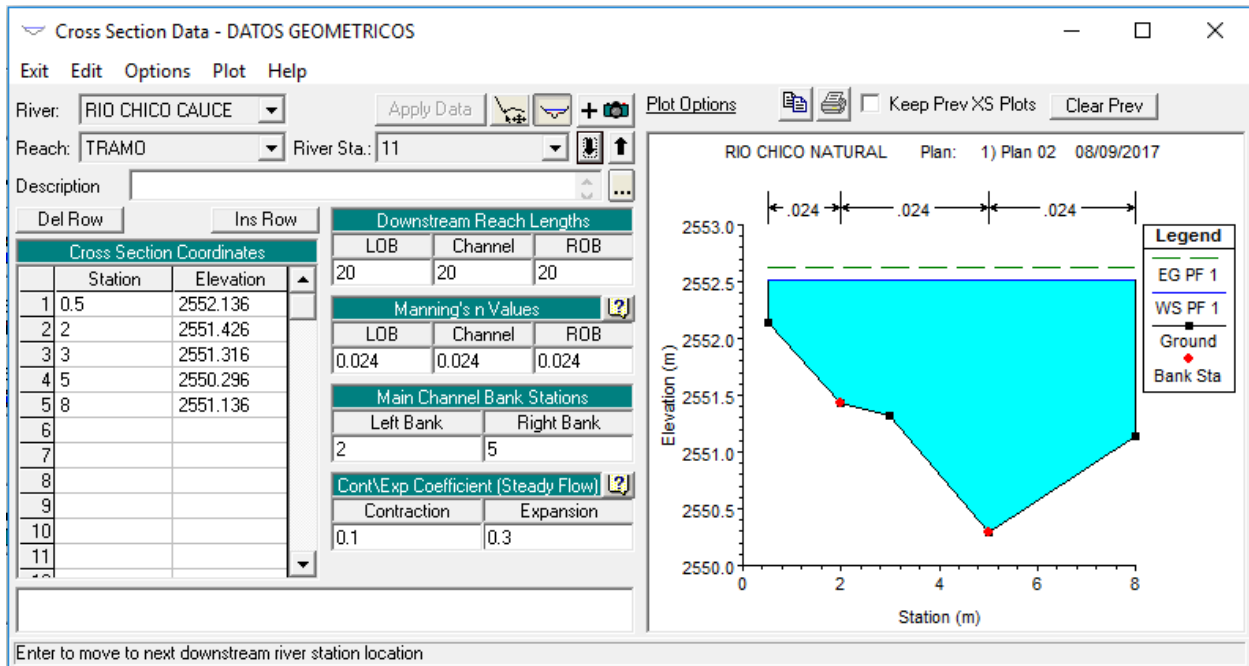 Cross Section Data - DATOS GEOMETRICOS
Exit Edit Options Plot Help
River: RIO CHICO CAUCE Apply Data + Plot Options Keep Prev XS Plots Clear Prev
Reach: TRAMO River Sta.: 11
Description ...
Del Row Ins Row
Cross Section Coordinates
Station Elevation
1 0.5 2552.136
2 2 2551.426
3 3 2551.316
4 5 2550.296
5 8 2551.136
6
7
8
9
10
11
Downstream Reach Lengths
LOB Channel ROB
20 20 20
Manning's n Values
LOB Channel ROB
0.024 0.024 0.024
Main Channel Bank Stations
Left Bank Right Bank
2 5
Cont\Exp Coefficient (Steady Flow)
Contraction Expansion
0.1 0.3
RIO CHICO NATURAL Plan: 1) Plan 02 08/09/2017
.024 .024 .024
2553.0
2552.5
2552.0
2551.5
2551.0
2550.5
2550.0
Elevation (m)
0 2 4 6 8
Station (m)
Legend
EG PF 1
WS PF 1
Ground
Bank Sta
Enter to move to next downstream river station location